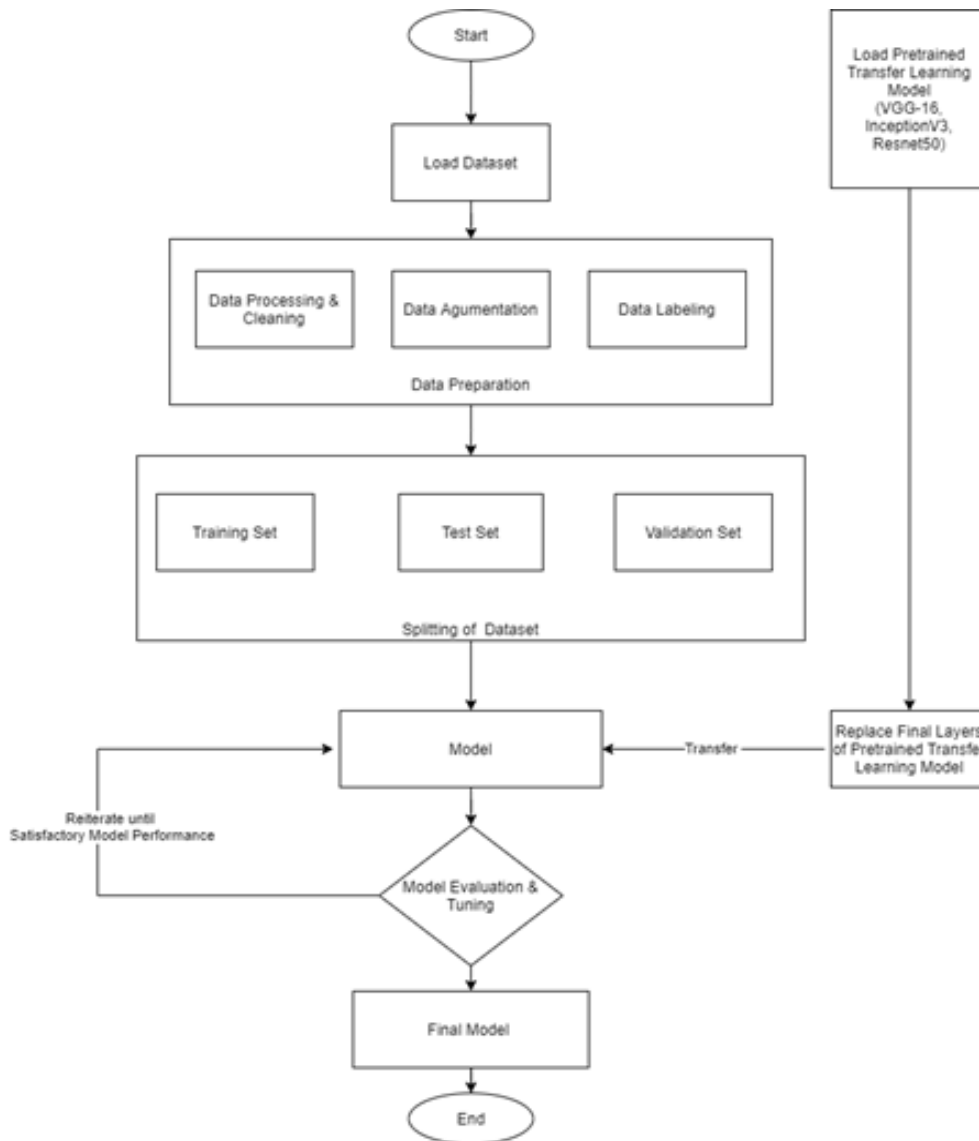 Start
Load Pretrained
Transfer Learning
Model
(VGG-16,
InceptionV3,
Resnet50)
Load Dataset
Data Processing &
Cleaning
Data Agumentation
Data Labeling
Data Preparation
Training Set
Test Set
Validation Set
Splitting of Dataset
Model
Transfer
Replace Final Layers
of Pretrained Transfe
Learning Model
Reiterate until
Satisfactory Model Performance
Model Evaluation &
Tuning
Final Model
End